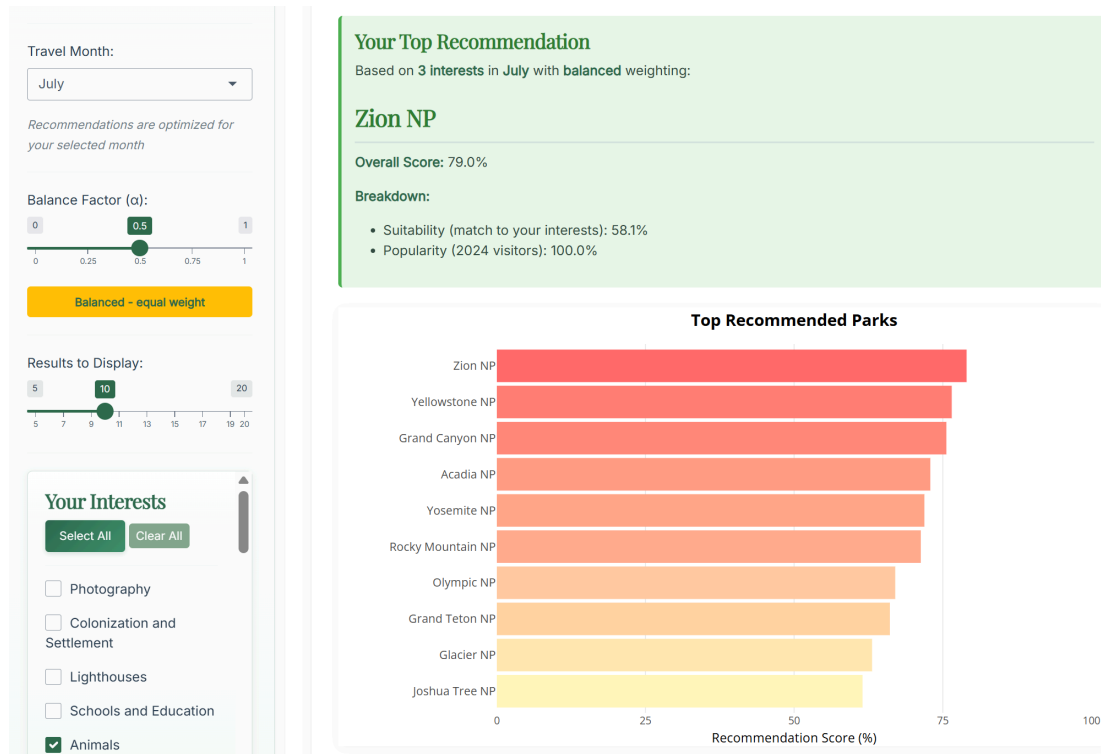 Travel Month:
July
Recommendations are optimized for
your selected month
Balance Factor (α):
0 0.5 1
0 0.25 0.5 0.75 1
Balanced - equal weight
Results to Display:
5 10 20
5 7 9 11 13 15 17 19 20
Your Interests
Select All Clear All
Photography
Colonization and
Settlement
Lighthouses
Schools and Education
Animals
Your Top Recommendation
Based on 3 interests in July with balanced weighting:
Zion NP
Overall Score: 79.0%
Breakdown:
• Suitability (match to your interests): 58.1%
• Popularity (2024 visitors): 100.0%
Top Recommended Parks
Zion NP
Yellowstone NP
Grand Canyon NP
Acadia NP
Yosemite NP
Rocky Mountain NP
Olympic NP
Grand Teton NP
Glacier NP
Joshua Tree NP
0 25 50 75 100
Recommendation Score (%)